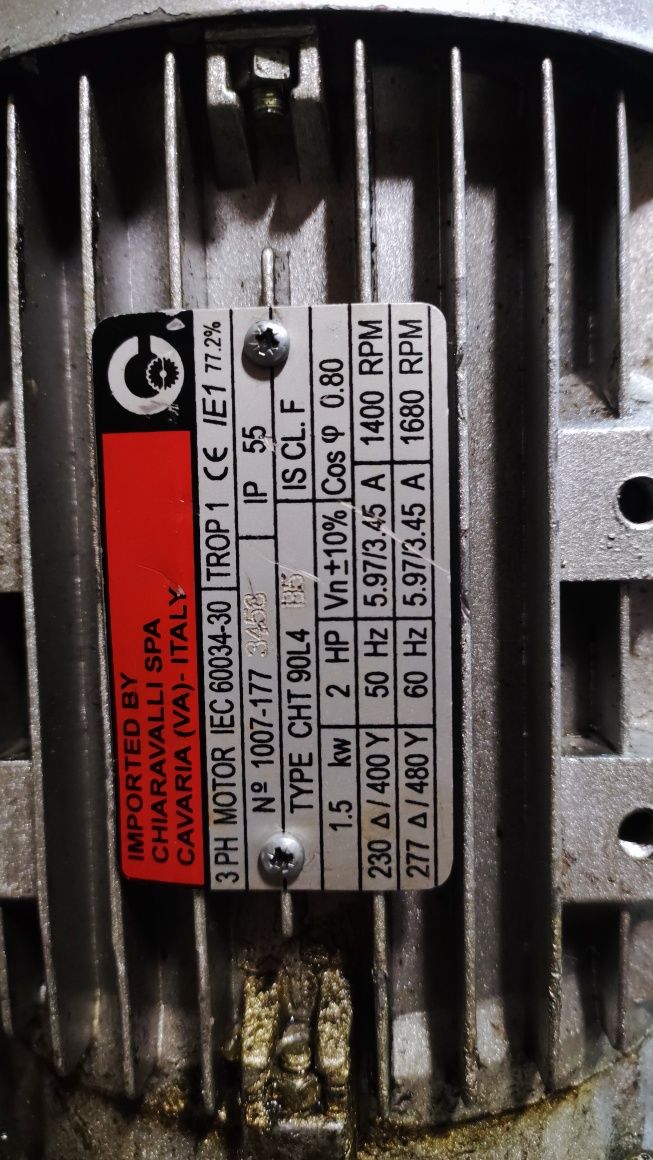 IMPORTED BY
CHIARAVALLI SPA
CAVARIA (VA)- ITALY
3 PH MOTOR IEC 60034-30 TROP 1 CE IE1 77.2%
Nº 1007-177 3458 IP 55
TYPE CHT 90L4 B5 IS CL. F
1.5 kw 2 HP Vn ±10% Cos φ 0.80
230 Δ / 400 Y 50 Hz 5.97/3.45 A 1400 RPM
277 Δ / 480 Y 60 Hz 5.97/3.45 A 1680 RPM